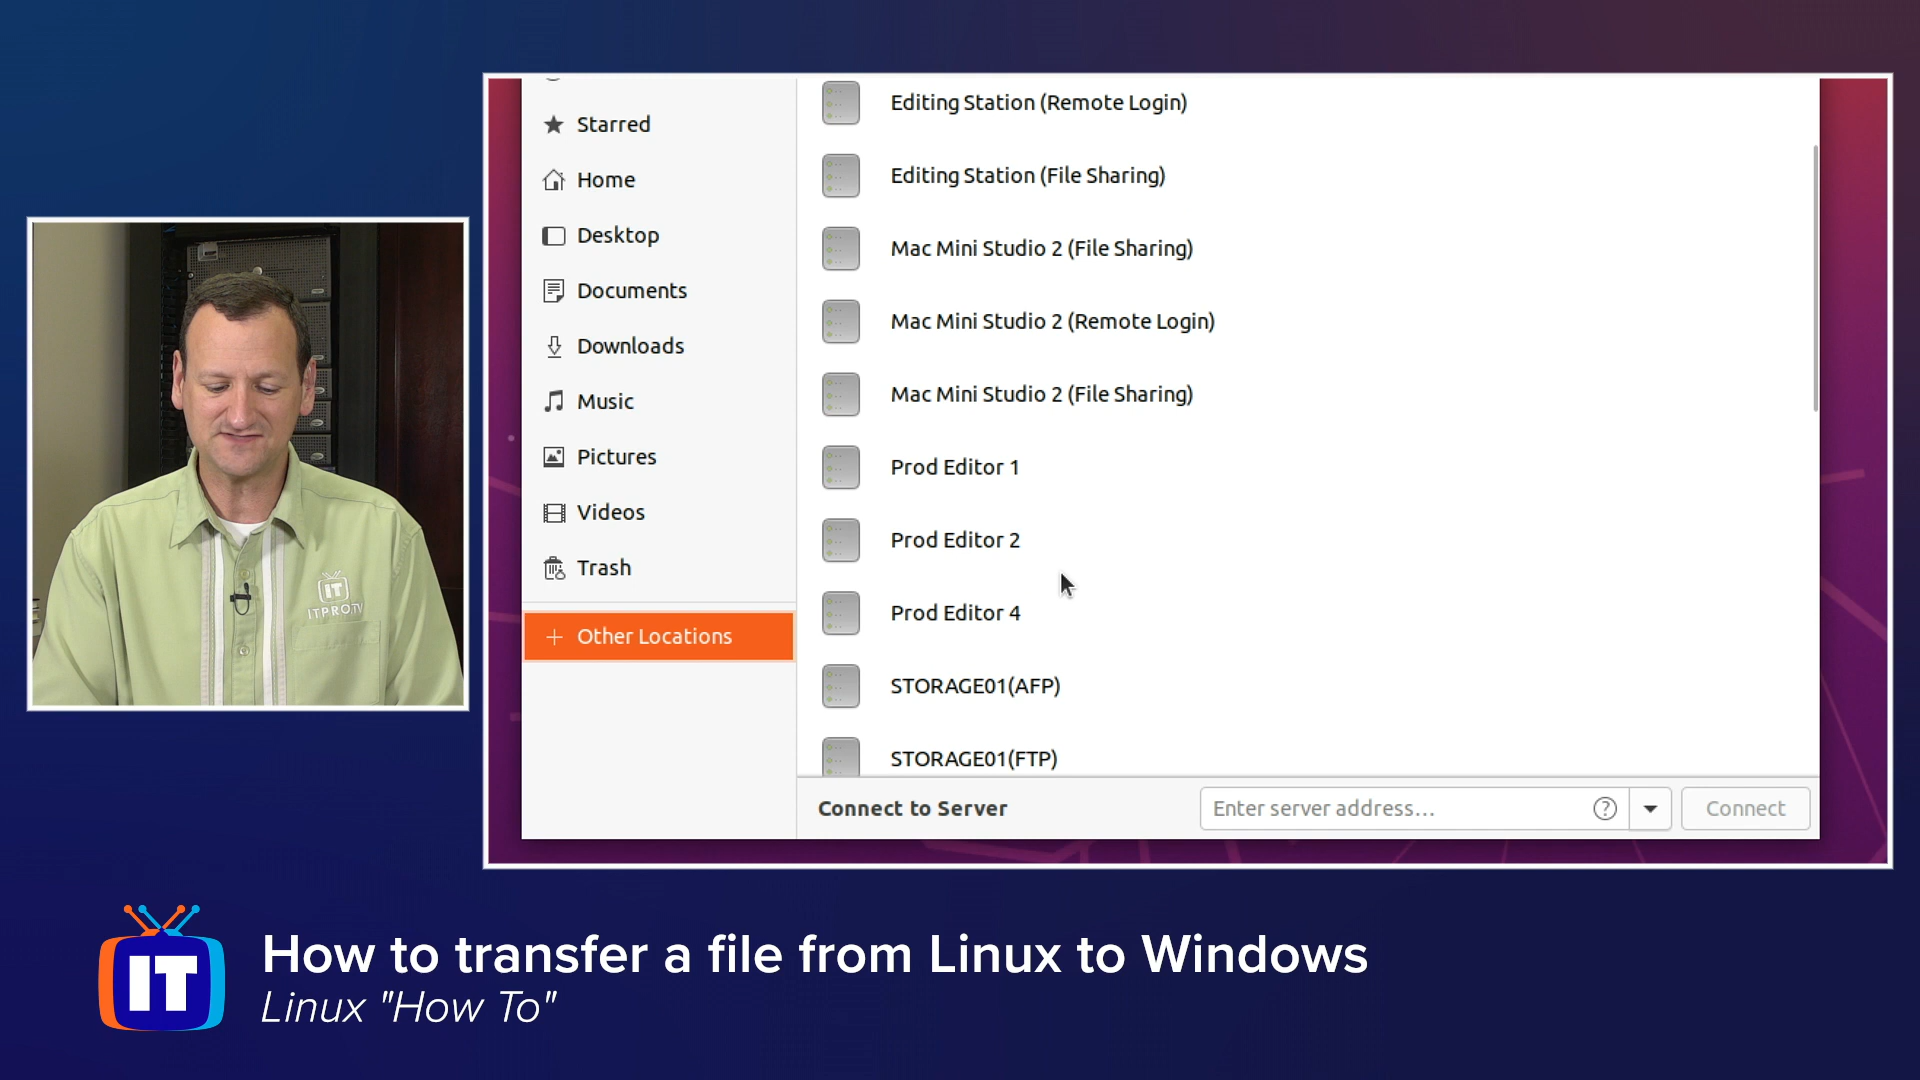 Starred
Home
Desktop
Documents
Downloads
Music
Pictures
Videos
Trash
Other Locations
Editing Station (Remote Login)
Editing Station (File Sharing)
Mac Mini Studio 2 (File Sharing)
Mac Mini Studio 2 (Remote Login)
Mac Mini Studio 2 (File Sharing)
Prod Editor 1
Prod Editor 2
Prod Editor 4
STORAGE01(AFP)
STORAGE01(FTP)
Connect to Server
Enter server address...
?
Connect
IT
ITPRO.TV
IT
How to transfer a file from Linux to Windows
Linux "How To"